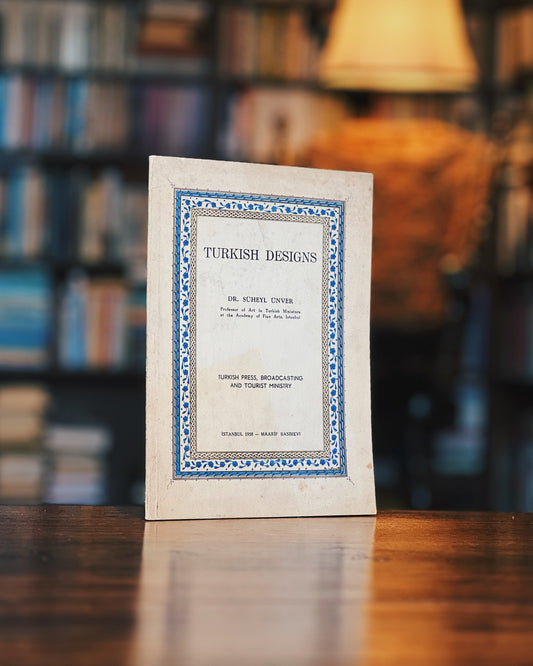 TURKISH DESIGNS
DR. SÜHEYL ÜNVER
Professor of Art in Turkish Miniature
at the Academy of Fine Arts, Istanbul
TURKISH PRESS, BROADCASTING
AND TOURIST MINISTRY
İSTANBUL 1958 — MAARİF BASIMEVİ